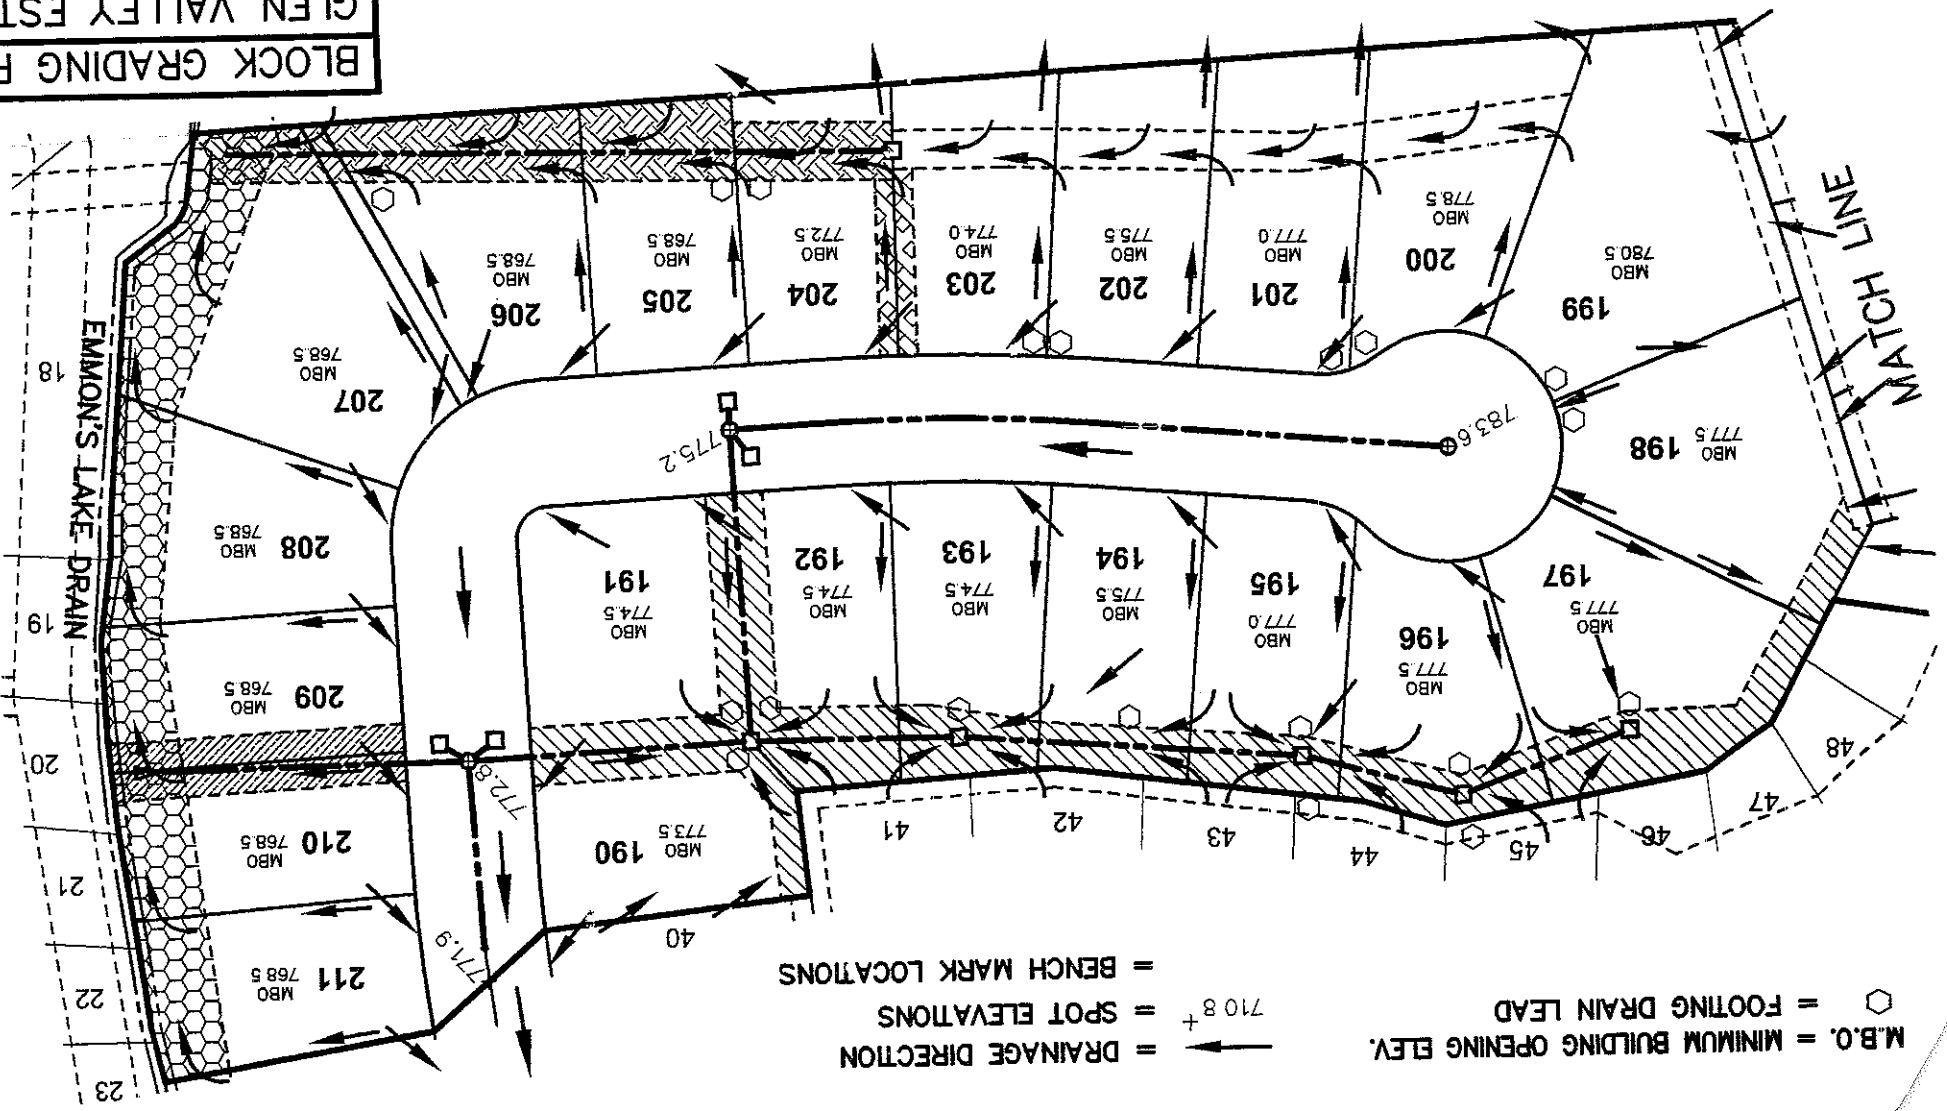 M.B.O. = MINIMUM BUILDING OPENING ELEV.
= FOOTING DRAIN LEAD
= DRAINAGE DIRECTION
710.8 + = SPOT ELEVATIONS
= BENCH MARK LOCATIONS
23
22
21
20
19
18
EMMON'S LAKE DRAIN
211 MBO 768.5
210 MBO 768.5
209 MBO 768.5
208 MBO 768.5
207 MBO 768.5
206 MBO 768.5
205 MBO 768.5
204 MBO 772.5
203 MBO 774.0
202 MBO 775.5
201 MBO 777.0
200 MBO 778.5
199 MBO 780.5
198 MBO 777.5
197 MBO 777.5
196 MBO 777.5
195 MBO 777.0
194 MBO 775.5
193 MBO 774.5
192 MBO 774.5
191 MBO 774.5
190 MBO 773.5
40
41
42
43
44
45
46
47
48
771.9
772.8
775.2
783.6
MATCH LINE
BLOCK GRADING
GLEN VALLEY EST